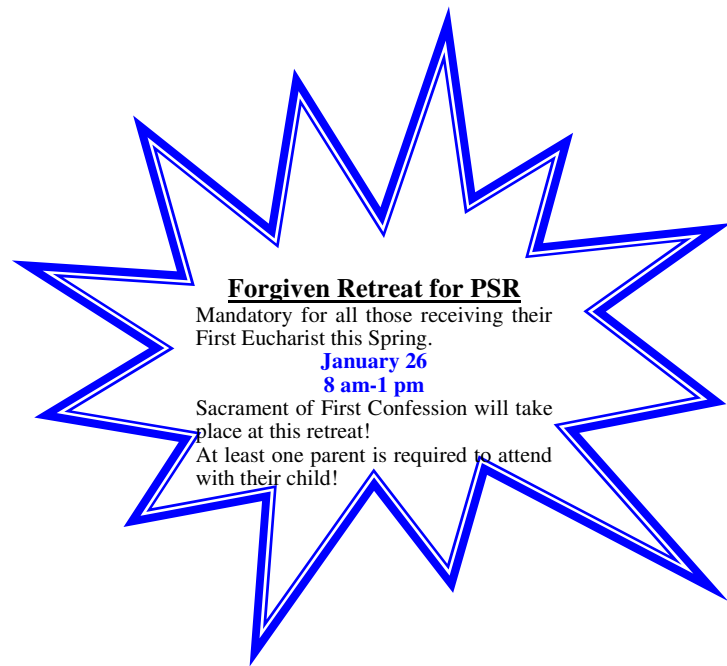 Forgiven Retreat for PSR
Mandatory for all those receiving their
First Eucharist this Spring.
January 26
8 am-1 pm
Sacrament of First Confession will take
place at this retreat!
At least one parent is required to attend
with their child!